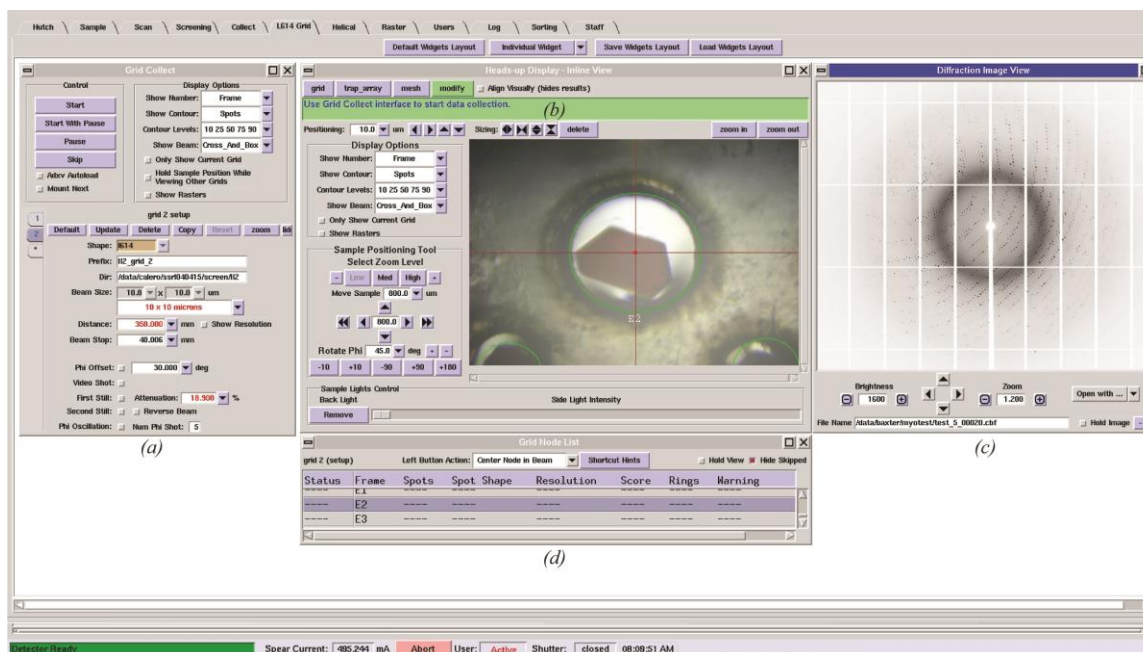 Hutch Sample Scan Screening Collect L614 Grid Helical Raster Users Log Sorting Staff
Default Widgets Layout Individual Widget Save Widgets Layout Load Widgets Layout
Grid Collect
Control
Start
Start With Pause
Pause
Skip
Adxv Autoload
Mount Next
Display Options
Show Number: Frame
Show Contour: Spots
Contour Levels: 10 25 50 75 90
Show Beam: Cross_And_Box
Only Show Current Grid
Hold Sample Position While
Viewing Other Grids
Show Rasters
grid 2 setup
1
2
*
Default Update Delete Copy Reset zoom
Shape: l614
Prefix: ll2_grid_2
Dir: /data/calero/ssrl040415/screen/ll2
Beam Size: 10.0 x 10.0 um
10 x 10 microns
Distance: 350.000 mm Show Resolution
Beam Stop: 40.006 mm
Phi Offset: 30.000 deg
Video Shot:
First Still: Attenuation: 18.900 %
Second Still: Reverse Beam
Phi Oscillation: Num Phi Shot: 5
(a)
Heads-up Display - Inline View
grid trap_array mesh modify Align Visually (hides results)
Use Grid Collect interface to start data collection.
(b)
Positioning: 10.0 um Sizing: delete zoom in zoom out
Display Options
Show Number: Frame
Show Contour: Spots
Contour Levels: 10 25 50 75 90
Show Beam: Cross_And_Box
Only Show Current Grid
Show Rasters
Sample Positioning Tool
Select Zoom Level
- Low Med High +
Move Sample 800.0 um
800.0
Rotate Phi 45.0 deg + -
-10 +10 -90 +90 +180
E2
Sample Lights Control
Back Light Side Light Intensity
Remove
Grid Node List
grid 2 (setup) Left Button Action: Center Node in Beam Shortcut Hints Hold View Hide Skipped
Status Frame Spots Spot Shape Resolution Score Rings Warning
---- E1 ---- ---- ---- ---- ---- ----
---- E2 ---- ---- ---- ---- ---- ----
---- E3 ---- ---- ---- ---- ---- ----
(d)
Diffraction Image View
Brightness
1600
Zoom
1.200
Open with ...
File Name /data/baxter/myotest/test_5_00020.cbf Hold Image
(c)
Detector Ready Spear Current: 495.244 mA Abort User: Active Shutter: closed 08:09:51 AM